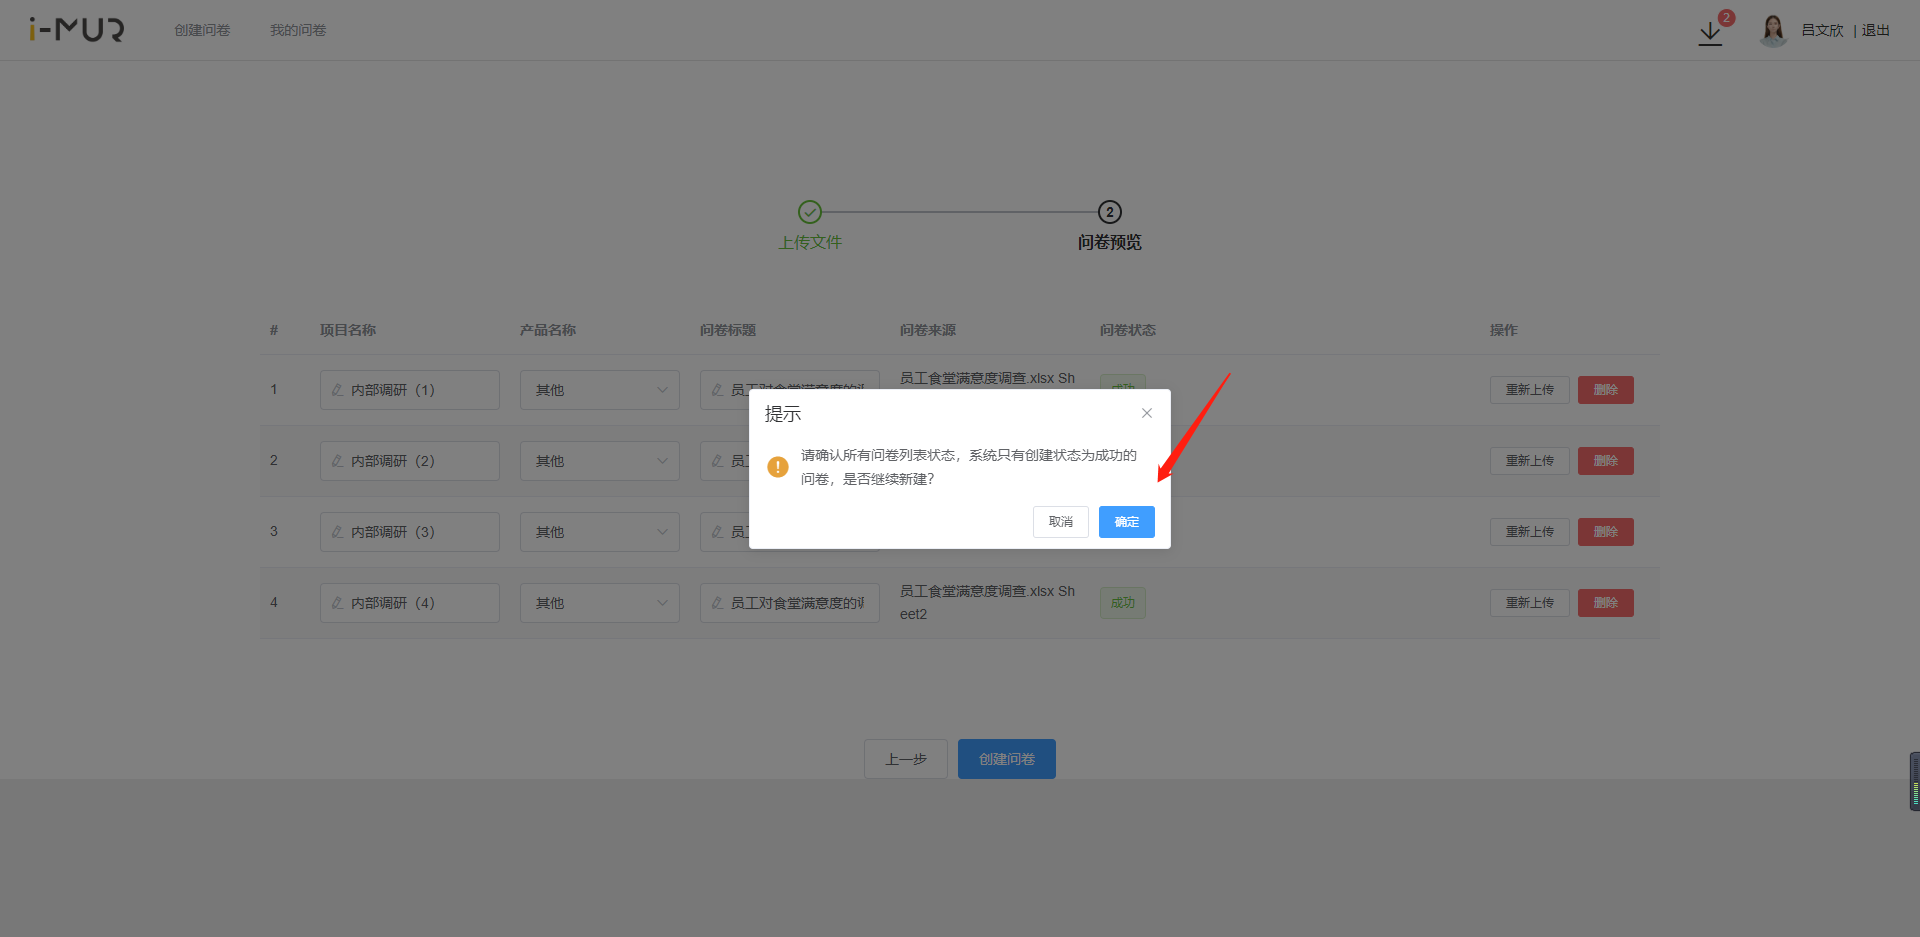 i-MUR
创建问卷
我的问卷
2
吕文欣 | 退出
2
上传文件
问卷预览
#
项目名称
产品名称
问卷标题
问卷来源
问卷状态
操作
1
内部调研（1）
其他
员工对食堂满意度的调
员工食堂满意度调查.xlsx Sh
成功
重新上传
删除
提示
请确认所有问卷列表状态，系统只有创建状态为成功的
问卷，是否继续新建？
取消
确定
2
内部调研（2）
其他
员
重新上传
删除
3
内部调研（3）
其他
员
重新上传
删除
4
内部调研（4）
其他
员工对食堂满意度的调
员工食堂满意度调查.xlsx Sh
eet2
成功
重新上传
删除
上一步
创建问卷